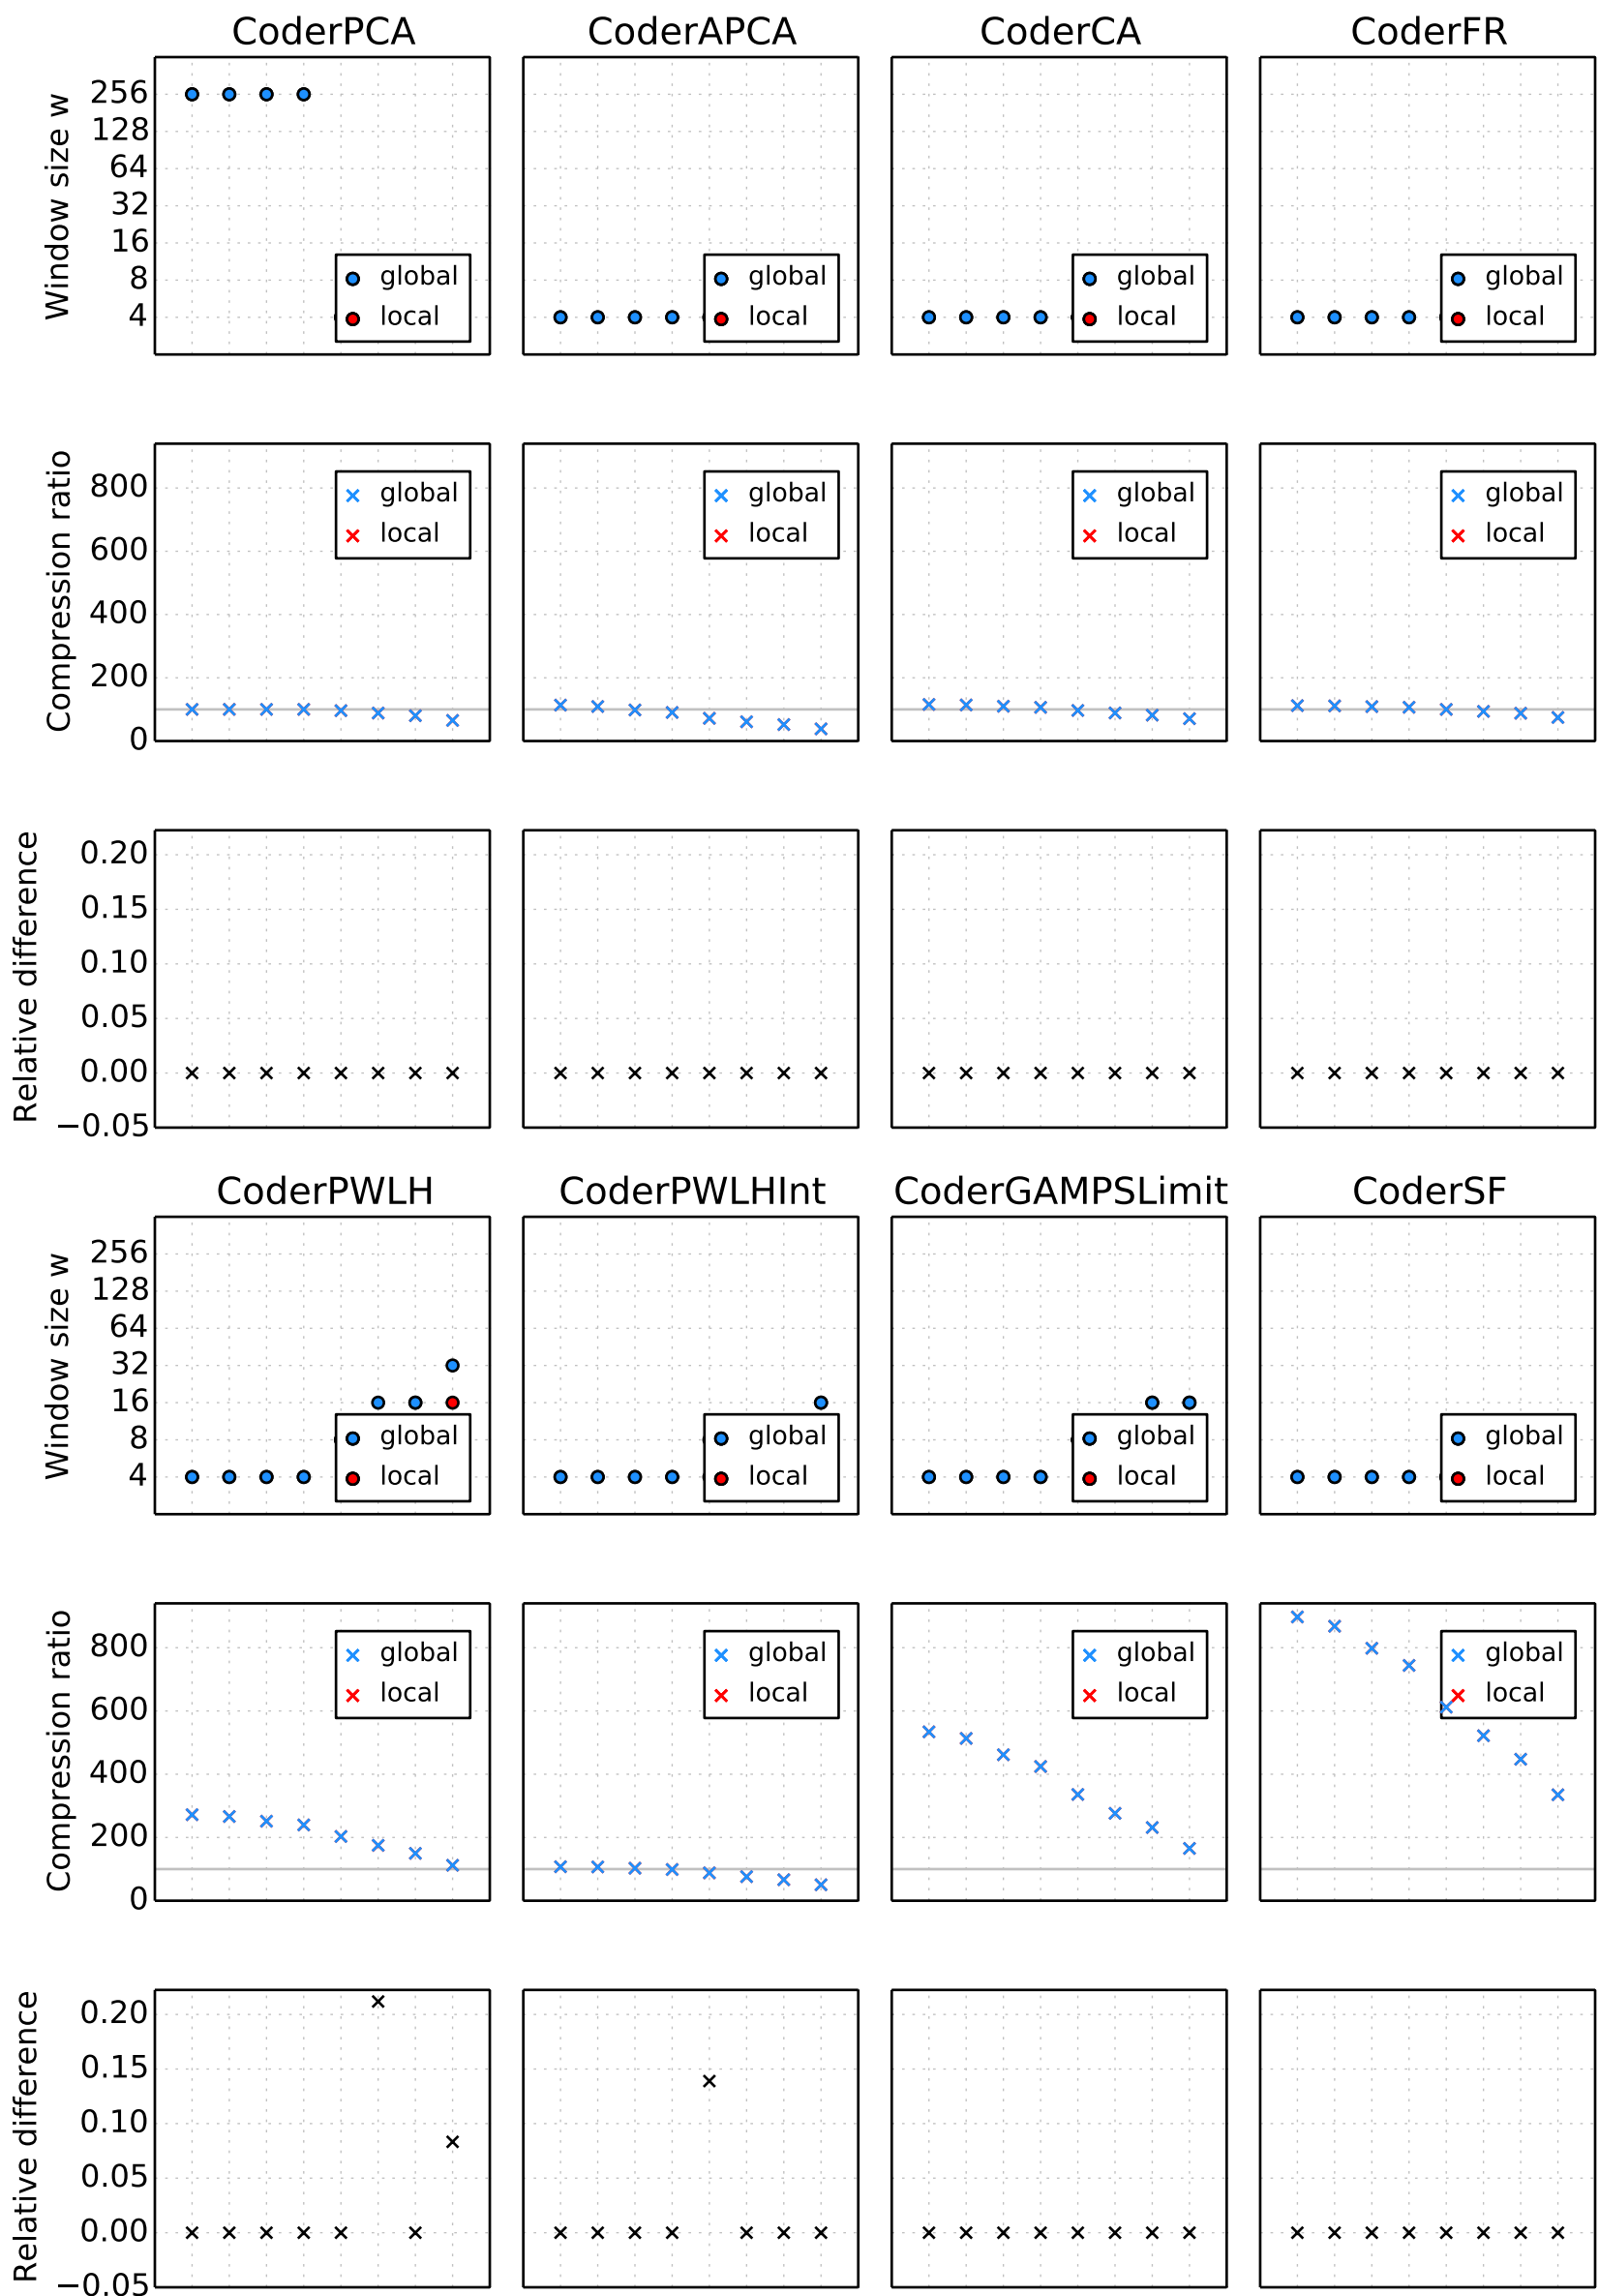 CoderPCA CoderAPCA CoderCA CoderFR
Window size w
256
128
64
32
16
8
4
global global global global
local local local local
Compression ratio
800
600
400
200
0
global global global global
local local local local
Relative difference
0.20
0.15
0.10
0.05
0.00
−0.05
CoderPWLH CoderPWLHInt CoderGAMPSLimit CoderSF
Window size w
256
128
64
32
16
8
4
global global global global
local local local local
Compression ratio
800
600
400
200
0
global global global global
local local local local
Relative difference
0.20
0.15
0.10
0.05
0.00
−0.05